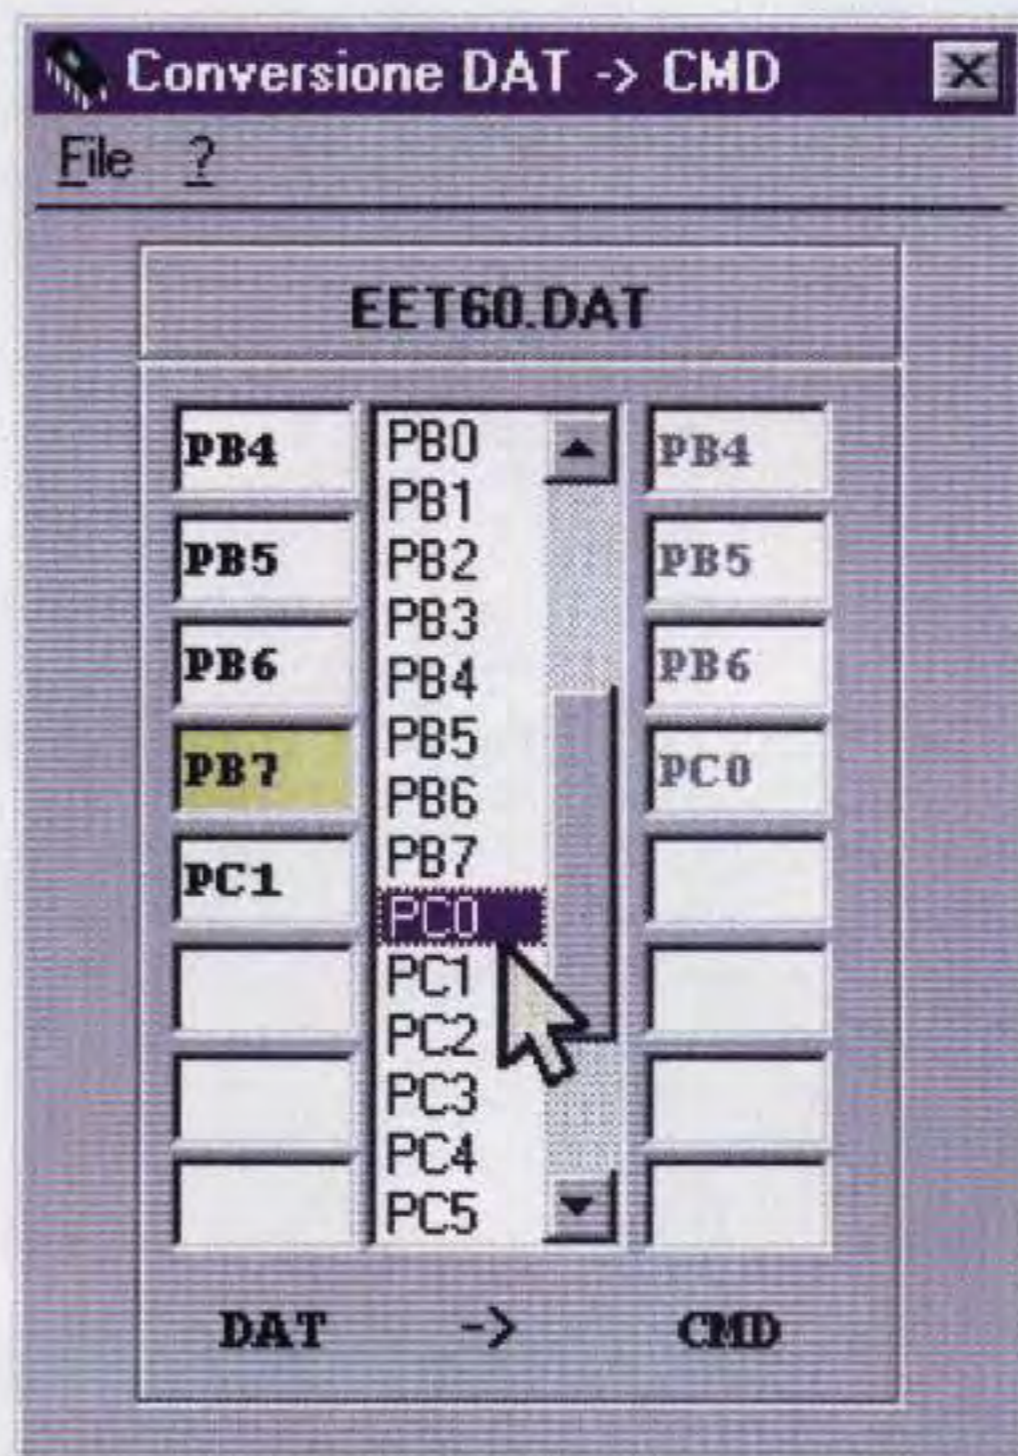 Conversione DAT -> CMD
File ?
EET60.DAT
PB4
PB5
PB6
PB7
PC1
PB0
PB1
PB2
PB3
PB4
PB5
PB6
PB7
PC0
PC1
PC2
PC3
PC4
PC5
PB4
PB5
PB6
PC0
DAT -> CMD